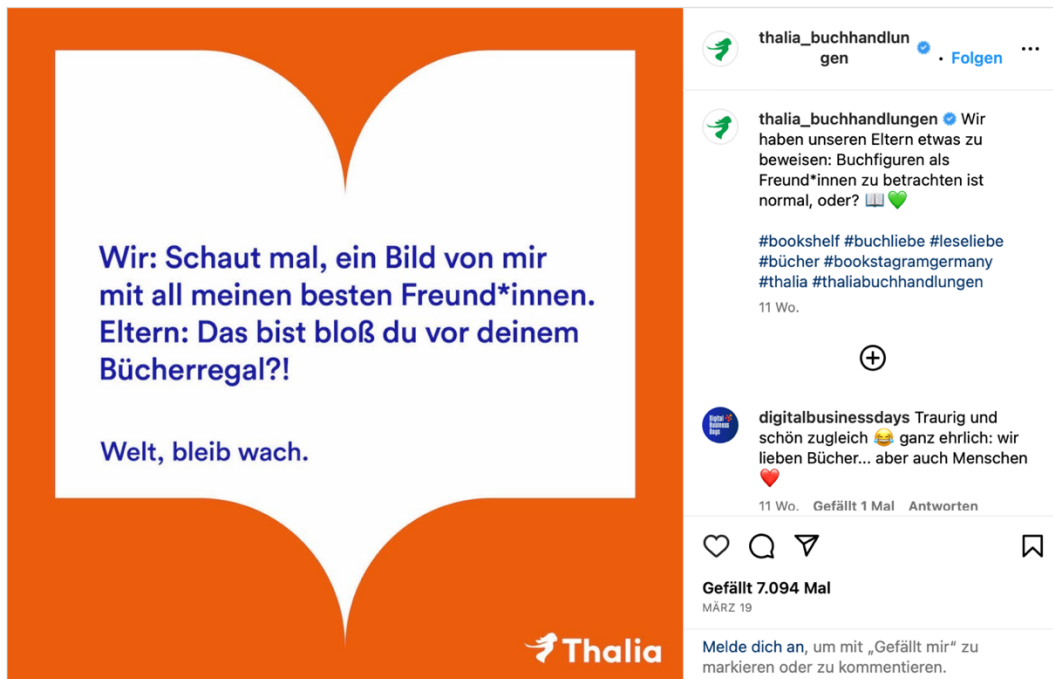 Wir: Schaut mal, ein Bild von mir
mit all meinen besten Freund*innen.
Eltern: Das bist bloß du vor deinem
Bücherregal?!
Welt, bleib wach.
Thalia
thalia_buchhandlun
gen
• Folgen
thalia_buchhandlungen Wir
haben unseren Eltern etwas zu
beweisen: Buchfiguren als
Freund*innen zu betrachten ist
normal, oder? 📖💚
#bookshelf #buchliebe #leseliebe
#bücher #bookstagramgermany
#thalia #thaliabuchhandlungen
11 Wo.
Digital
Business
Days
digitalbusinessdays Traurig und
schön zugleich 😂 ganz ehrlich: wir
lieben Bücher... aber auch Menschen
❤️
11 Wo. Gefällt 1 Mal Antworten
Gefällt 7.094 Mal
MÄRZ 19
Melde dich an, um mit „Gefällt mir“ zu
markieren oder zu kommentieren.